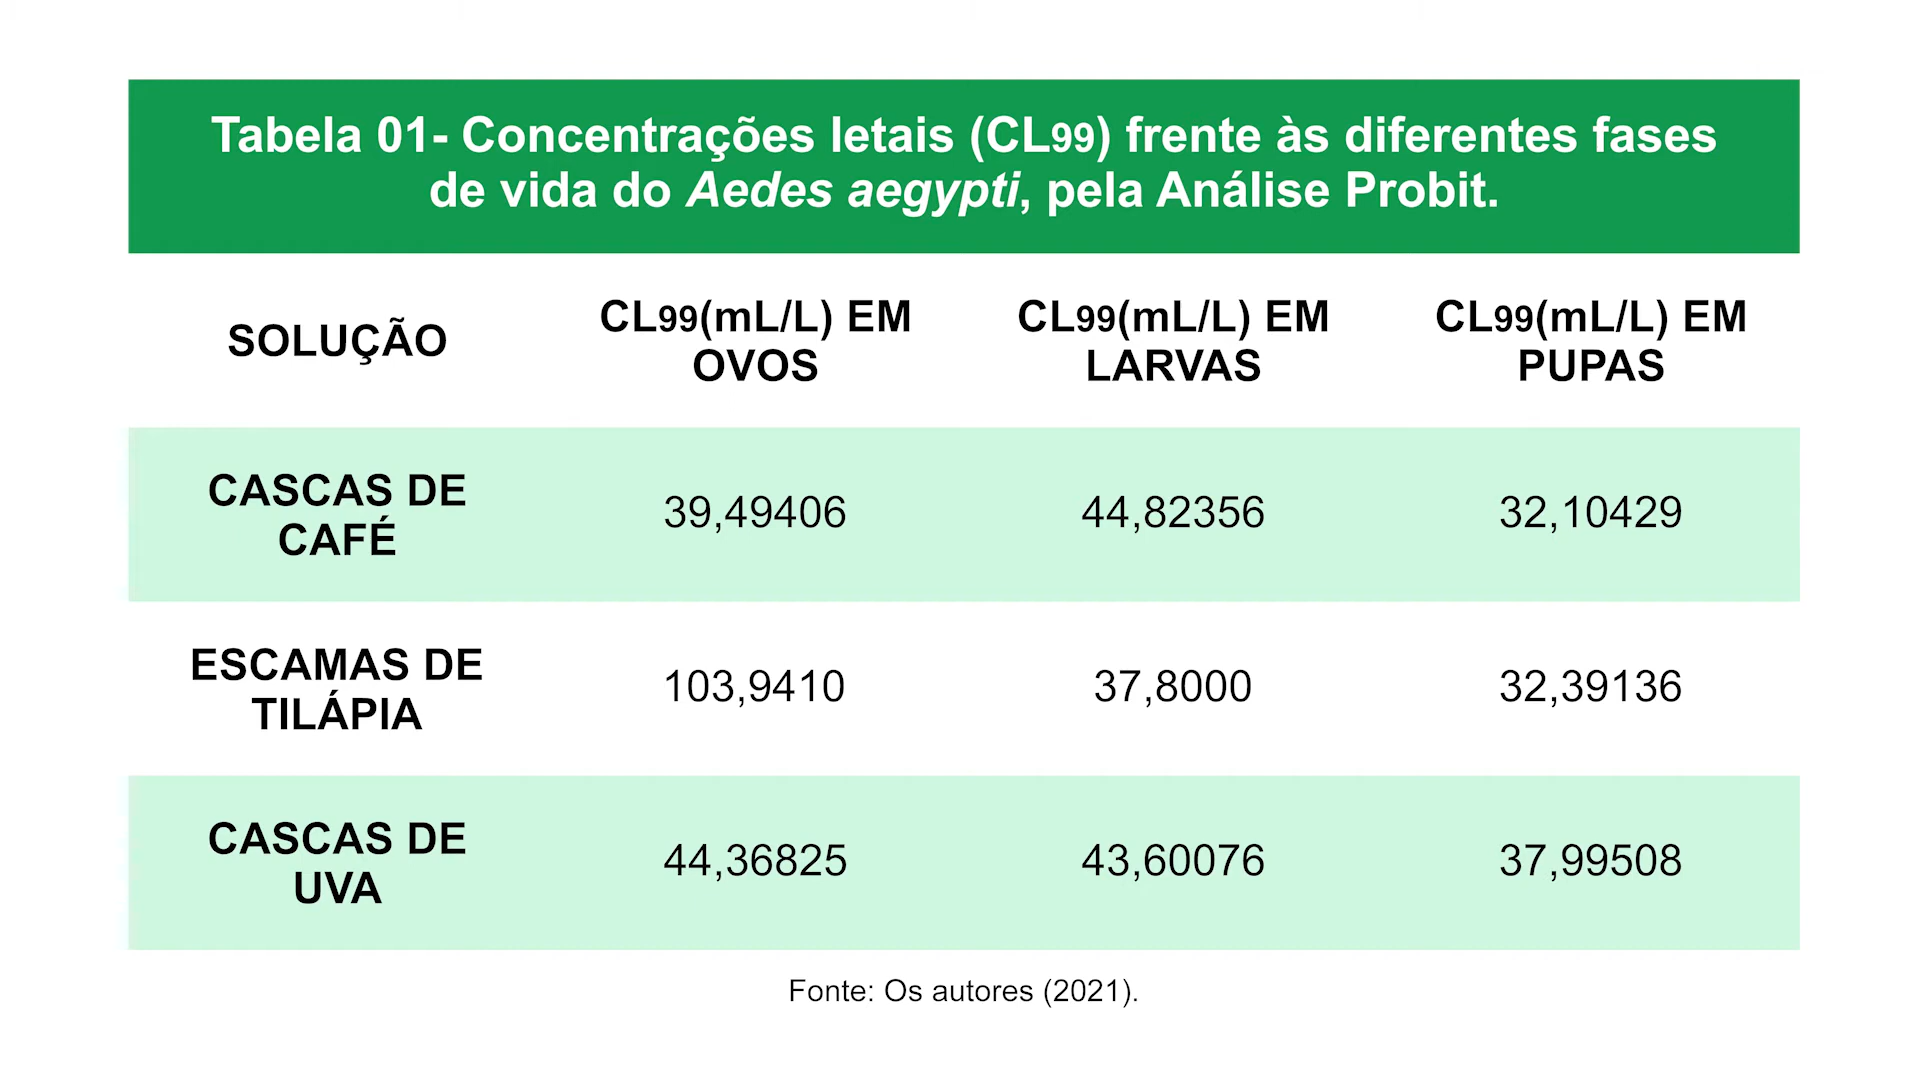 Tabela 01- Concentrações letais (CL99) frente às diferentes fases
de vida do Aedes aegypti, pela Análise Probit.
SOLUÇÃO
CL99(mL/L) EM
OVOS
CL99(mL/L) EM
LARVAS
CL99(mL/L) EM
PUPAS
CASCAS DE
CAFÉ
39,49406
44,82356
32,10429
ESCAMAS DE
TILÁPIA
103,9410
37,8000
32,39136
CASCAS DE
UVA
44,36825
43,60076
37,99508
Fonte: Os autores (2021).